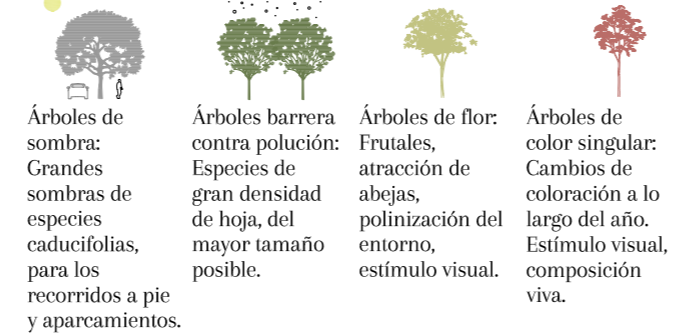 Árboles de
sombra:
Grandes
sombras de
especies
caducifolias,
para los
recorridos a pie
y aparcamientos.
Árboles barrera
contra polución:
Especies de
gran densidad
de hoja, del
mayor tamaño
posible.
Árboles de flor:
Frutales,
atracción de
abejas,
polinización del
entorno,
estímulo visual.
Árboles de
color singular:
Cambios de
coloración a lo
largo del año.
Estímulo visual,
composición
viva.